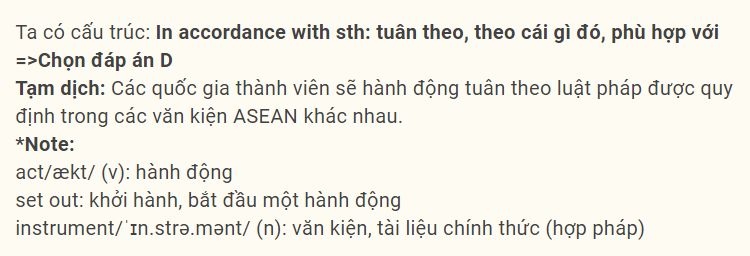 Ta có cấu trúc: In accordance with sth: tuân theo, theo cái gì đó, phù hợp với
=>Chọn đáp án D
Tạm dịch: Các quốc gia thành viên sẽ hành động tuân theo luật pháp được quy
định trong các văn kiện ASEAN khác nhau.
*Note:
act/ækt/ (v): hành động
set out: khởi hành, bắt đầu một hành động
instrument/ˈɪn.strə.mənt/ (n): văn kiện, tài liệu chính thức (hợp pháp)